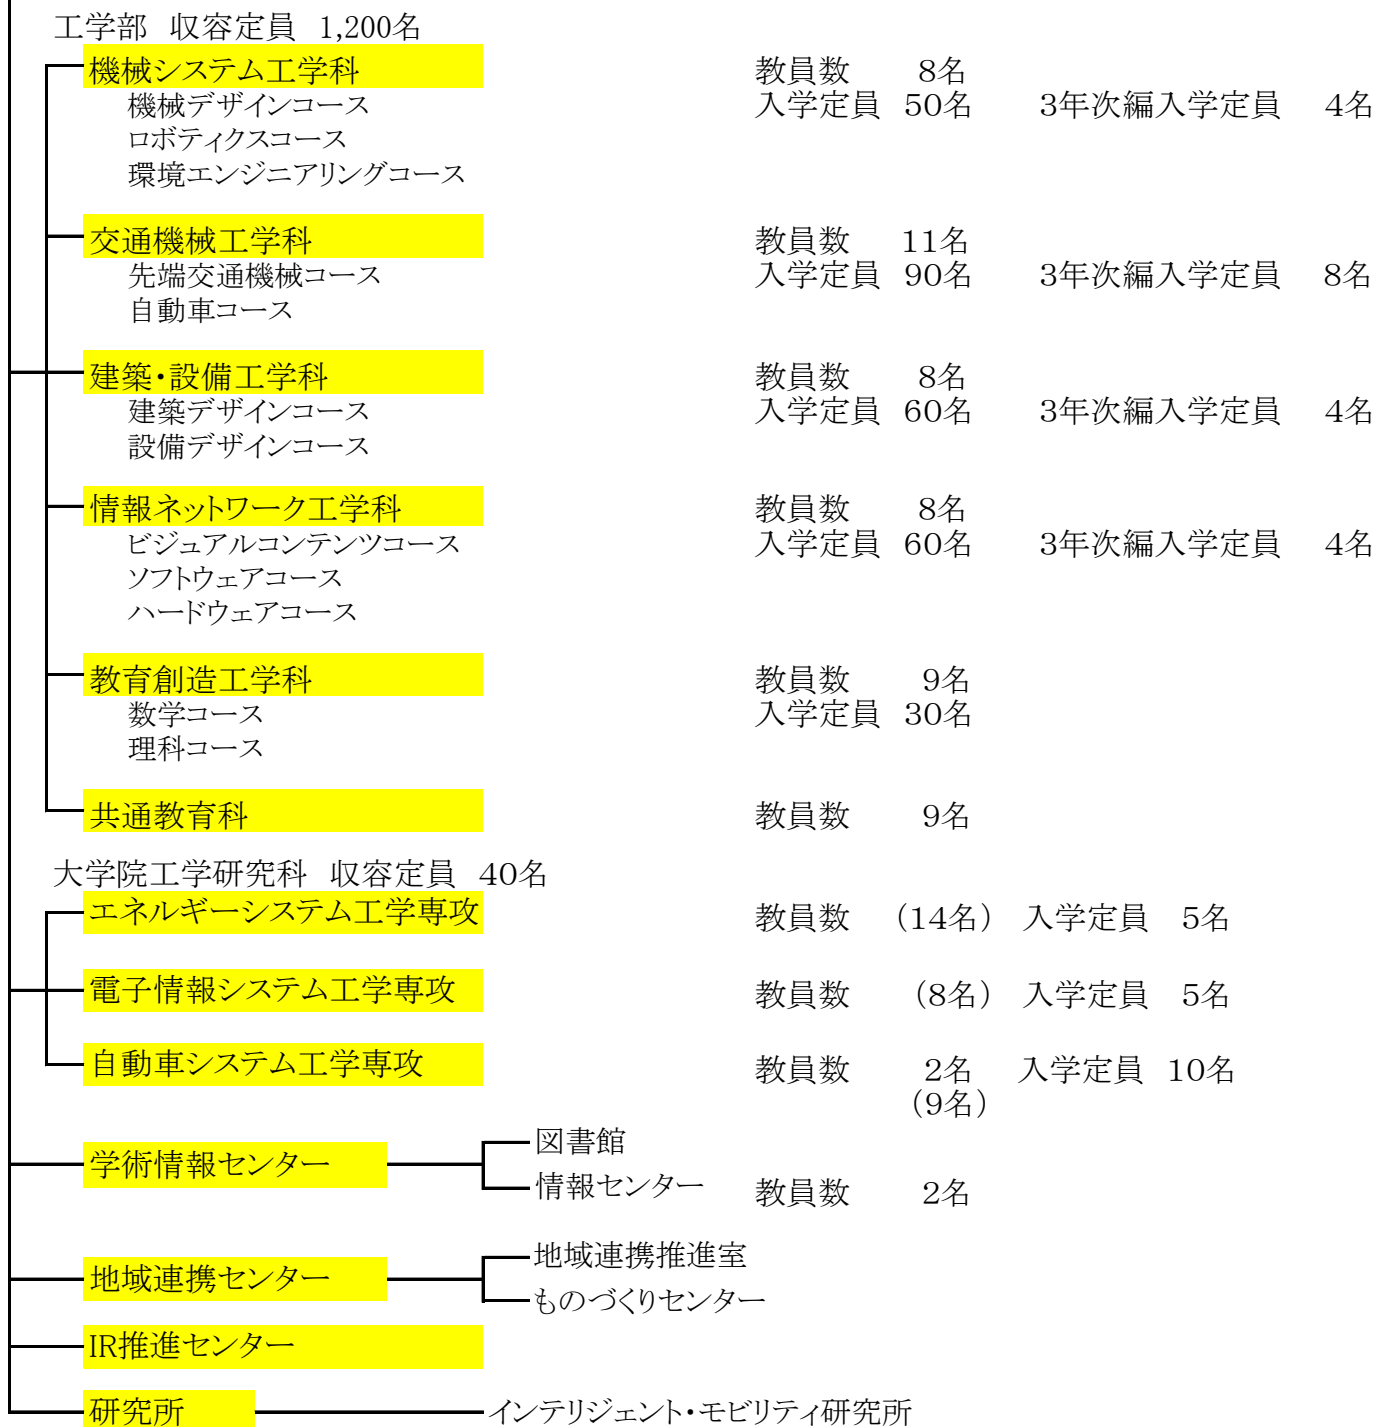 工学部　収容定員　1,200名
機械システム工学科　教員数　8名
機械デザインコース　入学定員　50名　3年次編入学定員　4名
ロボティクスコース
環境エンジニアリングコース
交通機械工学科　教員数　11名
先端交通機械コース　入学定員　90名　3年次編入学定員　8名
自動車コース
建築・設備工学科　教員数　8名
建築デザインコース　入学定員　60名　3年次編入学定員　4名
設備デザインコース
情報ネットワーク工学科　教員数　8名
ビジュアルコンテンツコース　入学定員　60名　3年次編入学定員　4名
ソフトウェアコース
ハードウェアコース
教育創造工学科　教員数　9名
数学コース　入学定員　30名
理科コース
共通教育科　教員数　9名
大学院工学研究科　収容定員　40名
エネルギーシステム工学専攻　教員数　（14名）　入学定員　5名
電子情報システム工学専攻　教員数　（8名）　入学定員　5名
自動車システム工学専攻　教員数　2名　入学定員　10名
（9名）
図書館
学術情報センター
情報センター　教員数　2名
地域連携推進室
地域連携センター
ものづくりセンター
IR推進センター
研究所　インテリジェント・モビリティ研究所